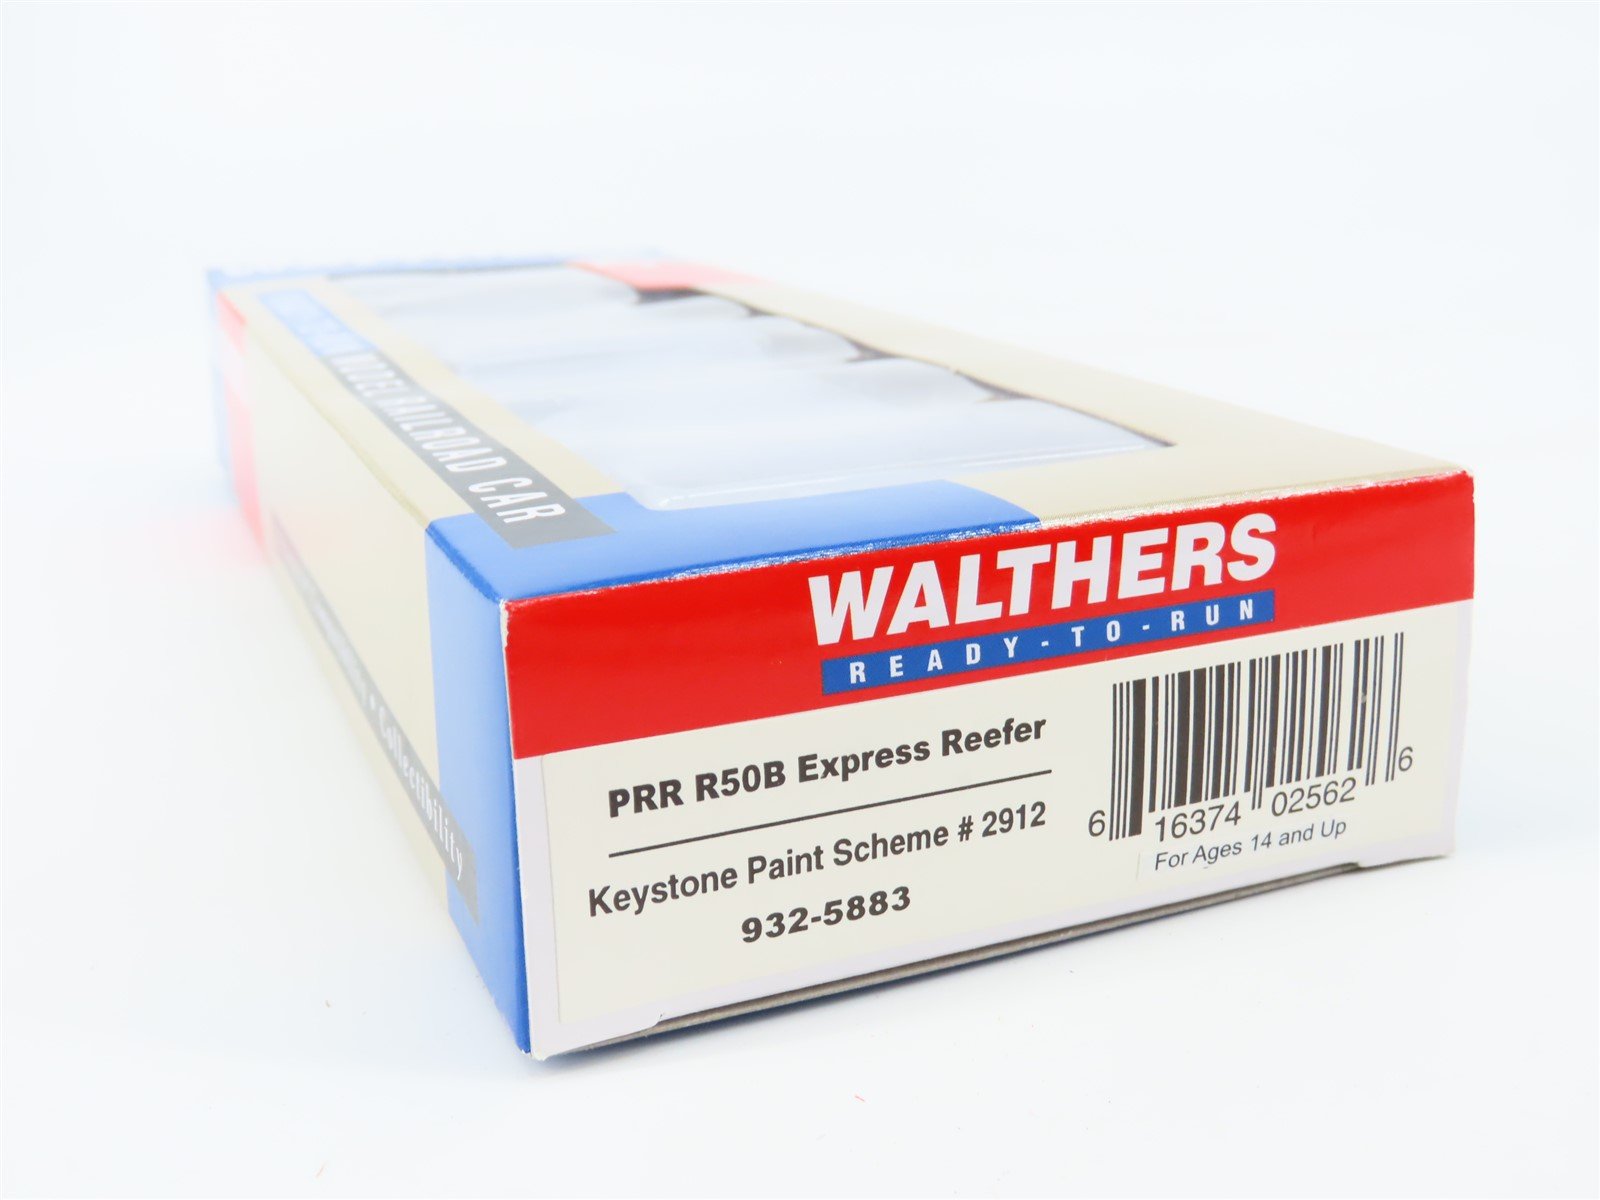 MODEL RAILROAD CAR
• Collectibility
WALTHERS
READY-TO-RUN
PRR R50B Express Reefer
Keystone Paint Scheme # 2912
932-5883
6 16374 02562 6
For Ages 14 and Up